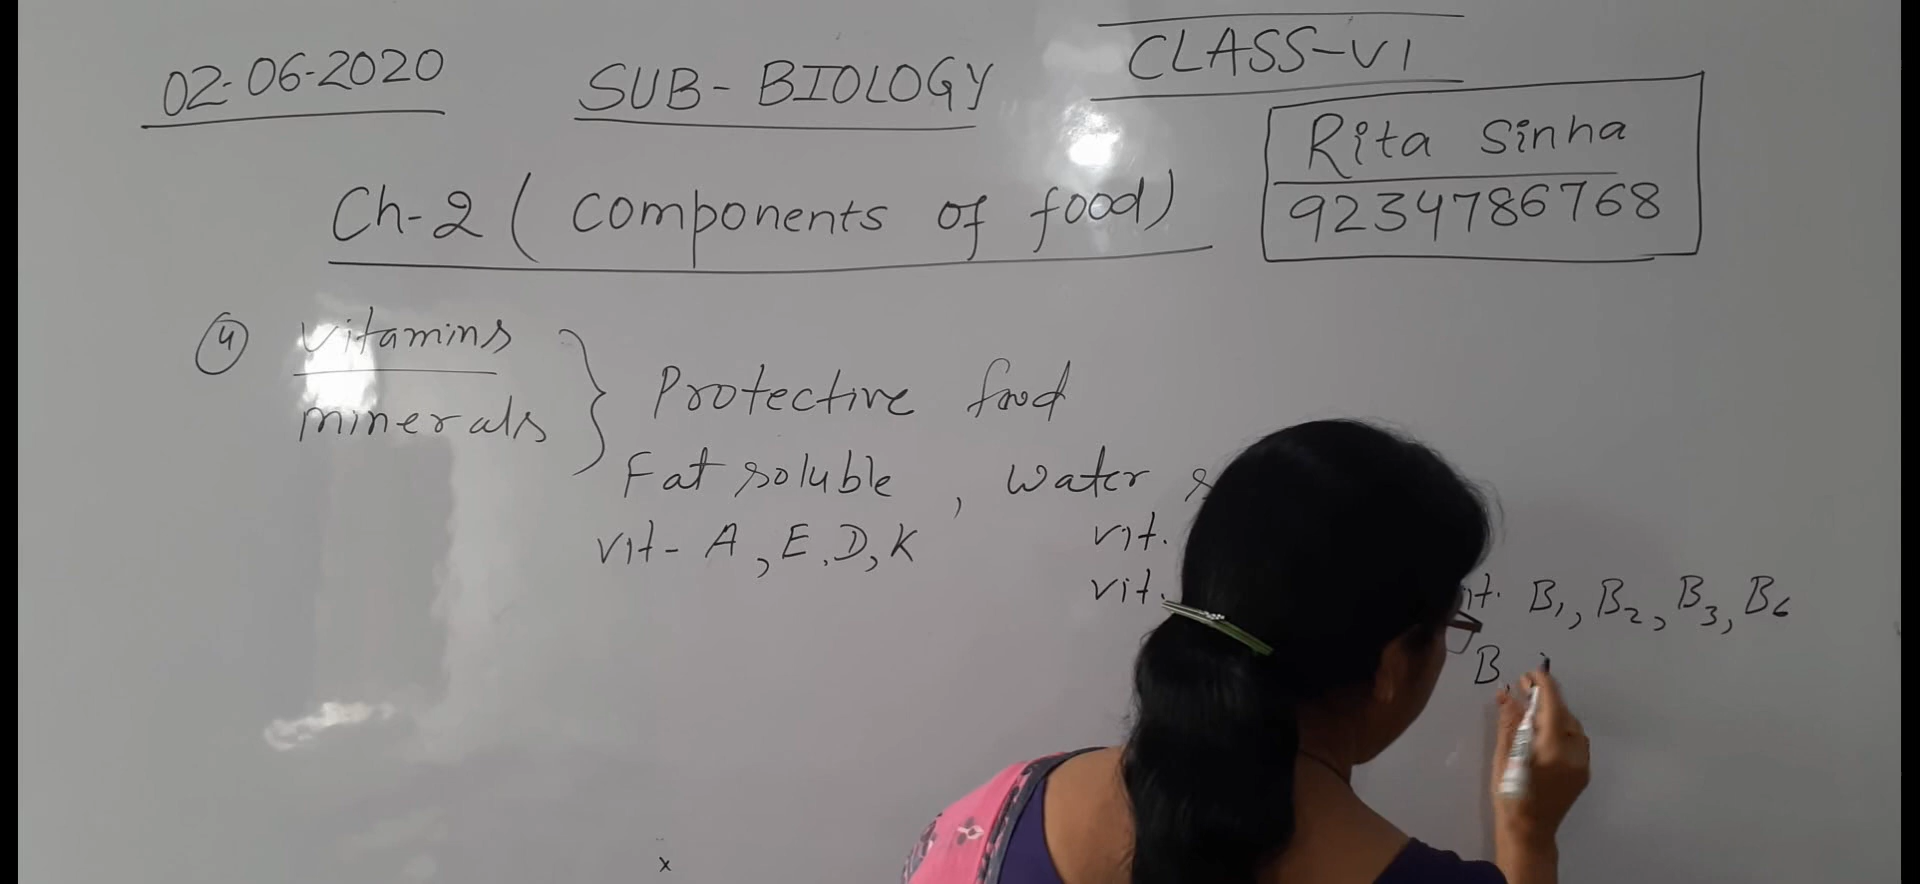 02-06-2020 SUB-BIOLOGY CLASS-VI
Rita Sinha
9234786768
Ch-2 ( Components of food)
④ Vitamins
minerals
Protective food
Fat soluble , Water
vit- A, E, D, K
vit.
vit.
B1, B2, B3, B6
B
x